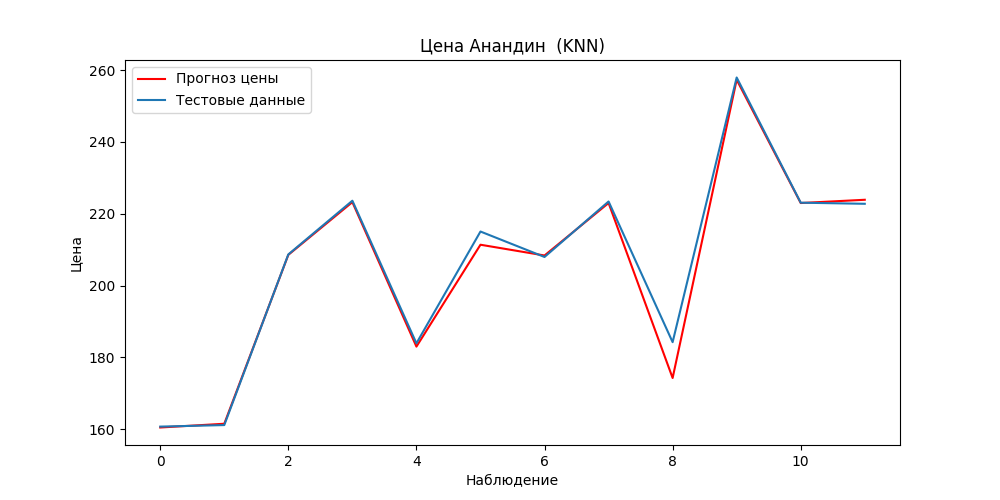 Цена Анандин  (KNN)
Прогноз цены
Тестовые данные
Цена
260
240
220
200
180
160
0 2 4 6 8 10
Наблюдение